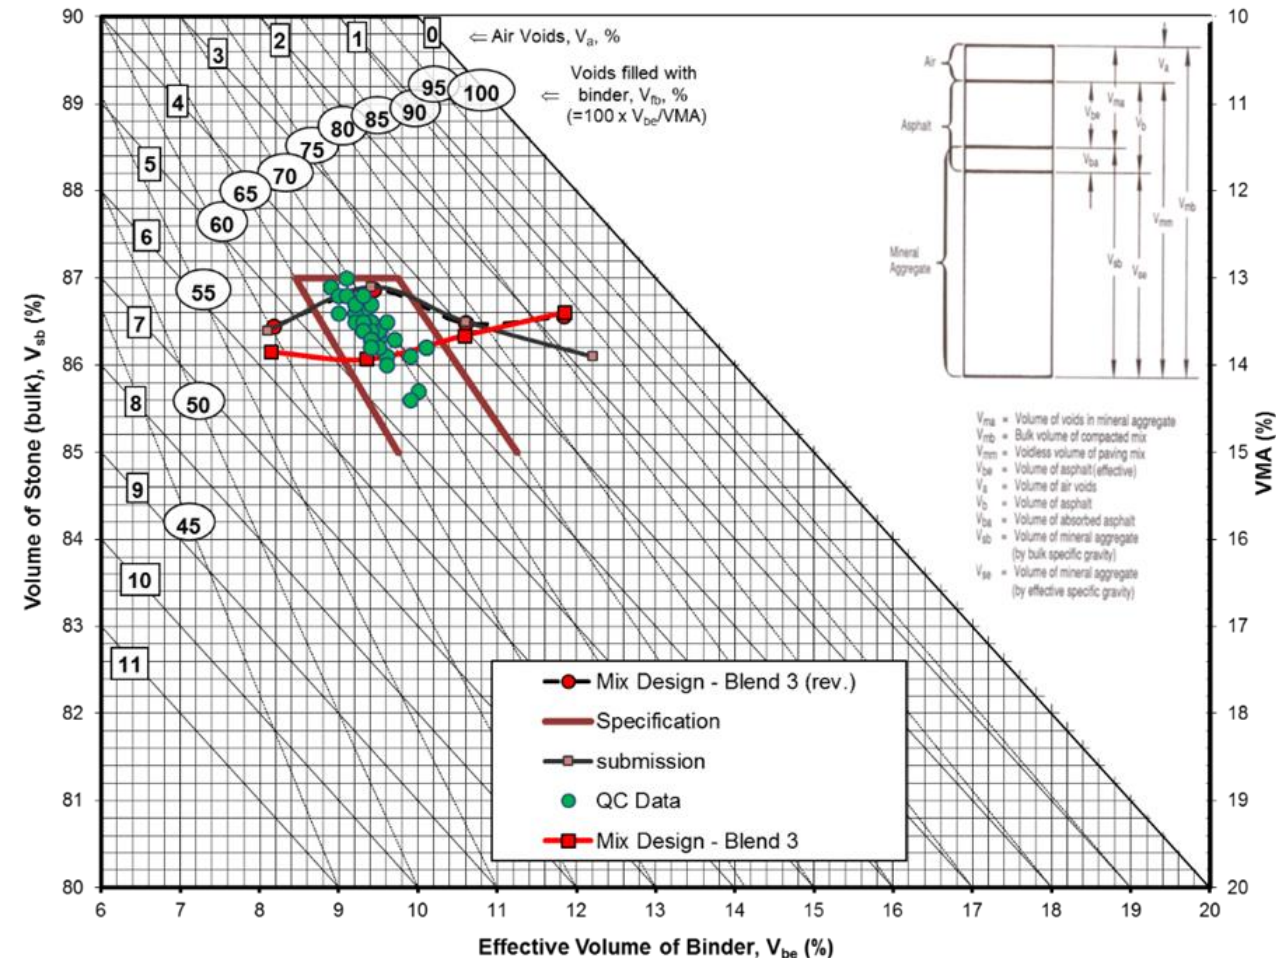 90
89
88
87
86
85
84
83
82
81
80
Volume of Stone (bulk), Vsb (%)
6 7 8 9 10 11 12 13 14 15 16 17 18 19 20
Effective Volume of Binder, Vbe (%)
10
11
12
13
14
15
16
17
18
19
20
VMA (%)
0
1
2
3
4
5
6
7
8
9
10
11
⇐ Air Voids, Va, %
100
95
90
85
80
75
70
65
60
55
50
45
Voids filled with
⇐ binder, Vfb, %
(=100 x Vbe/VMA)
Air
Asphalt
Mineral
Aggregate
Va
Vma
Vbe
Vb
Vba
Vmb
Vmm
Vsb
Vse
Vma = Volume of voids in mineral aggregate
Vmb = Bulk volume of compacted mix
Vmm = Voidless volume of paving mix
Vbe = Volume of asphalt (effective)
Va = Volume of air voids
Vb = Volume of asphalt
Vba = Volume of absorbed asphalt
Vsb = Volume of mineral aggregate
(by bulk specific gravity)
Vse = Volume of mineral aggregate
(by effective specific gravity)
Mix Design - Blend 3 (rev.)
Specification
submission
QC Data
Mix Design - Blend 3